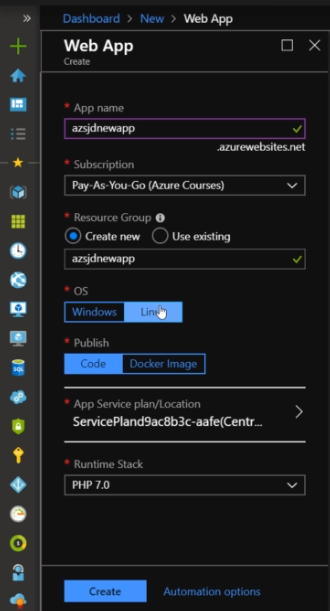 »
Dashboard > New > Web App
Web App
Create
* App name
azsjdnewapp
.azurewebsites.net
* Subscription
Pay-As-You-Go (Azure Courses)
* Resource Group
Create new Use existing
azsjdnewapp
* OS
Windows
* Publish
Code Docker Image
* App Service plan/Location
ServicePland9ac8b3c-aafe(Centr...
* Runtime Stack
PHP 7.0
SQL
Create Automation options